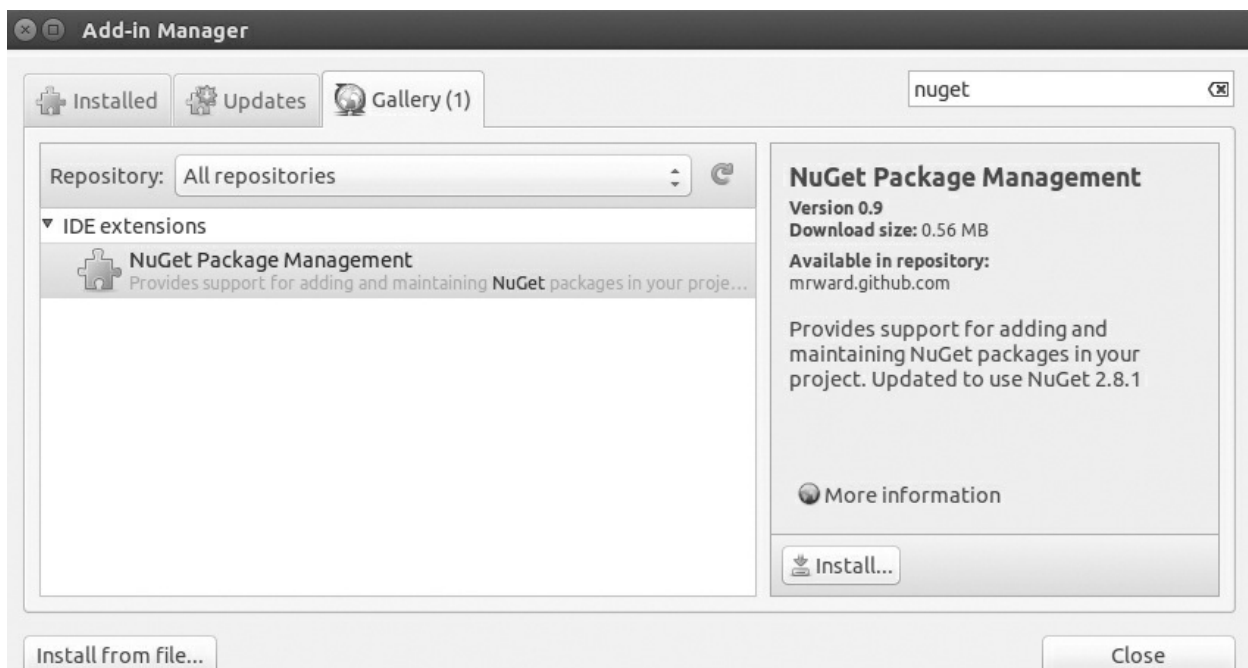 Add-in Manager
Installed
Updates
Gallery (1)
nuget
Repository: All repositories
IDE extensions
NuGet Package Management
Provides support for adding and maintaining NuGet packages in your proje...
NuGet Package Management
Version 0.9
Download size: 0.56 MB
Available in repository:
mrward.github.com
Provides support for adding and
maintaining NuGet packages in your
project. Updated to use NuGet 2.8.1
More information
Install...
Install from file...
Close